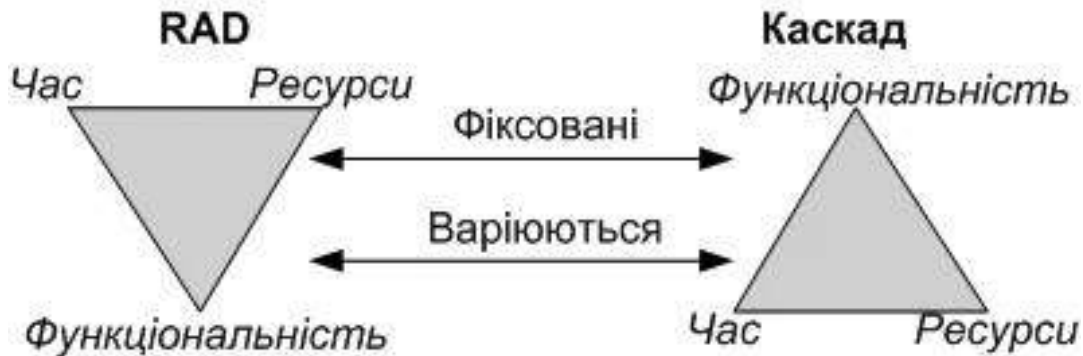 RAD
Каскад
Час
Ресурси
Функціональність
Фіксовані
Варіюються
Функціональність
Час
Ресурси